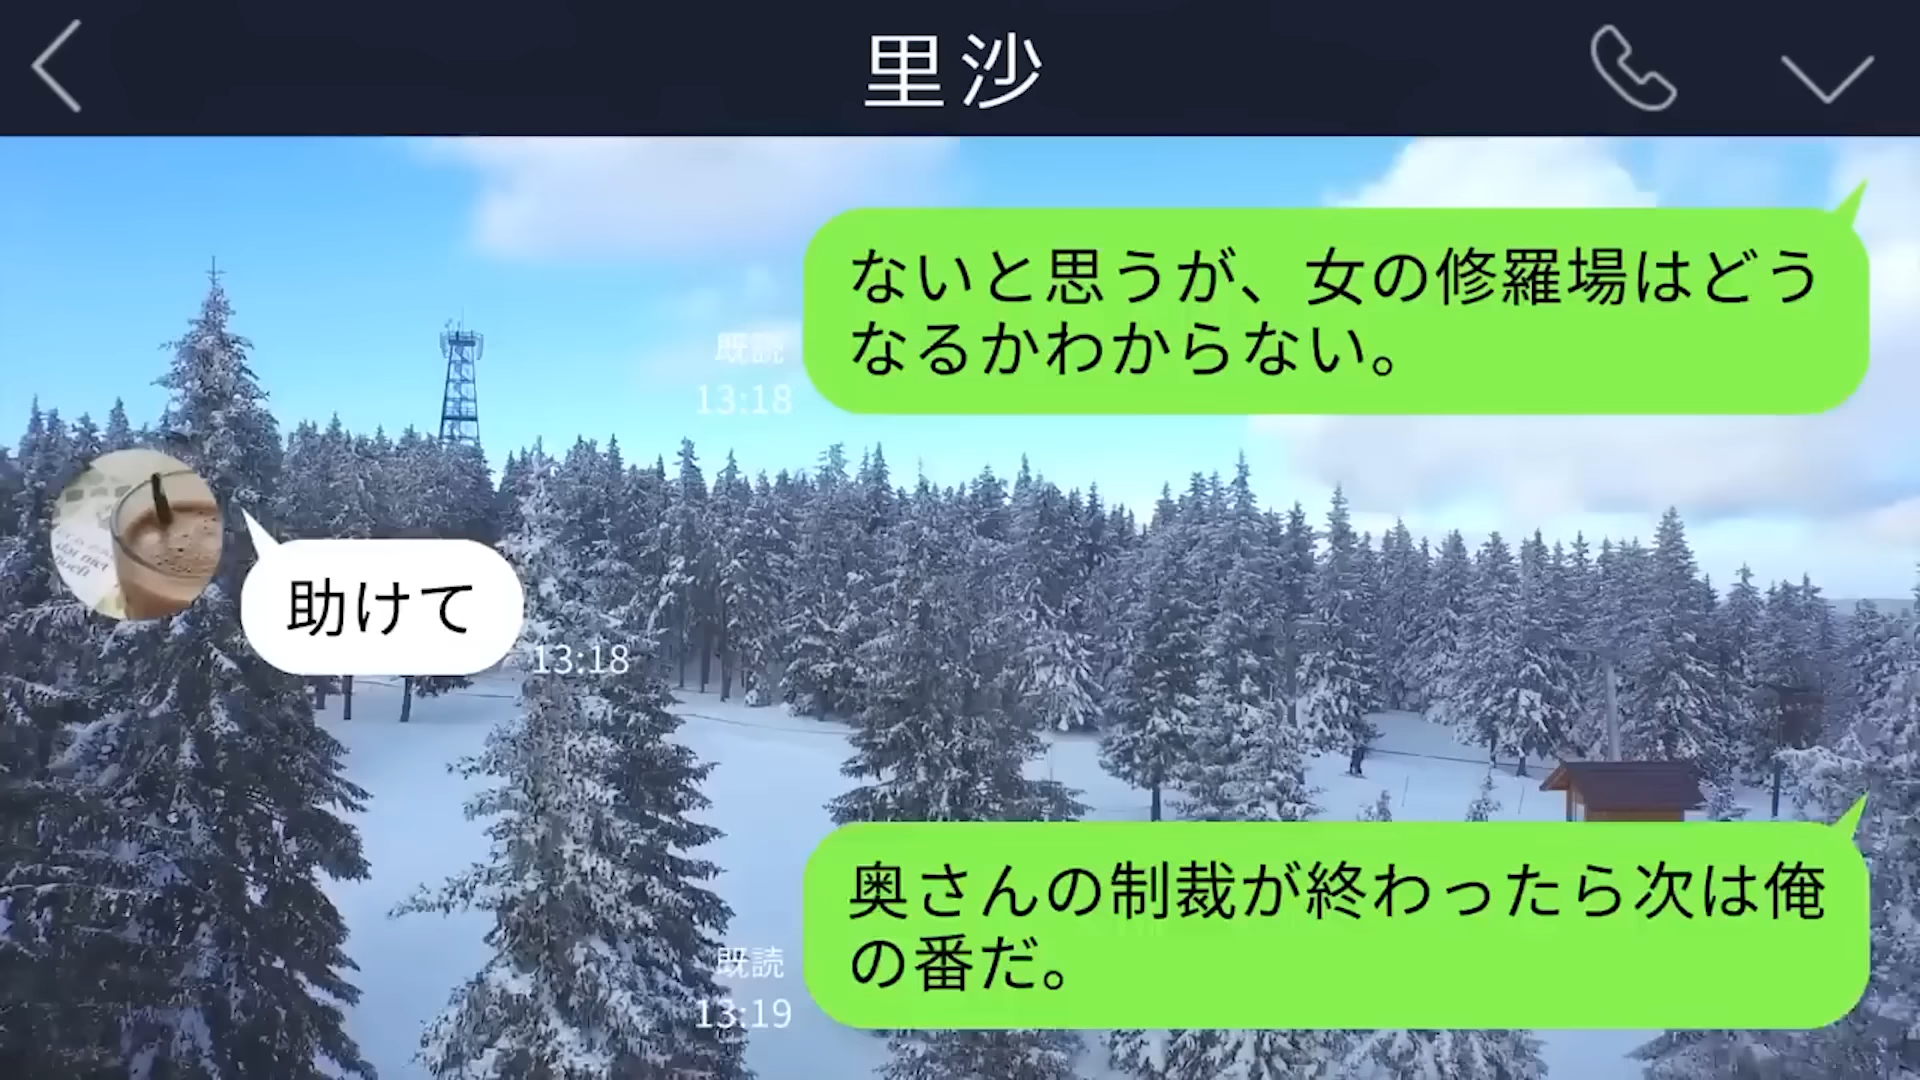 里沙
ないと思うが、女の修羅場はどう
なるかわからない。
既読
13:18
助けて
13:18
奥さんの制裁が終わったら次は俺
の番だ。
既読
13:19